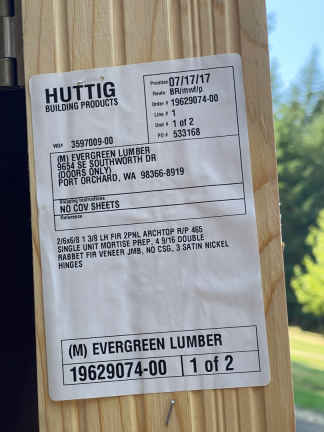 HUTTIG
BUILDING PRODUCTS
Promised 07/17/17
Route BR/mwf/p
Order # 19629074-00
Line # 1
Unit # 1 of 2
PO # 533168
WO# 3597009-00
(M) EVERGREEN LUMBER
9654 SE SOUTHWORTH DR
(DOORS ONLY)
PORT ORCHARD, WA 98366-8919
Shipping Instructions
NO COV SHEETS
Reference
2/6x6/8 1 3/8 LH FIR 2PNL ARCHTOP R/P 465
SINGLE UNIT MORTISE PREP. 4 9/16 DOUBLE
RABBET FIR VENEER JMB, NO CSG, 3 SATIN NICKEL
HINGES
(M) EVERGREEN LUMBER
19629074-00 1 of 2